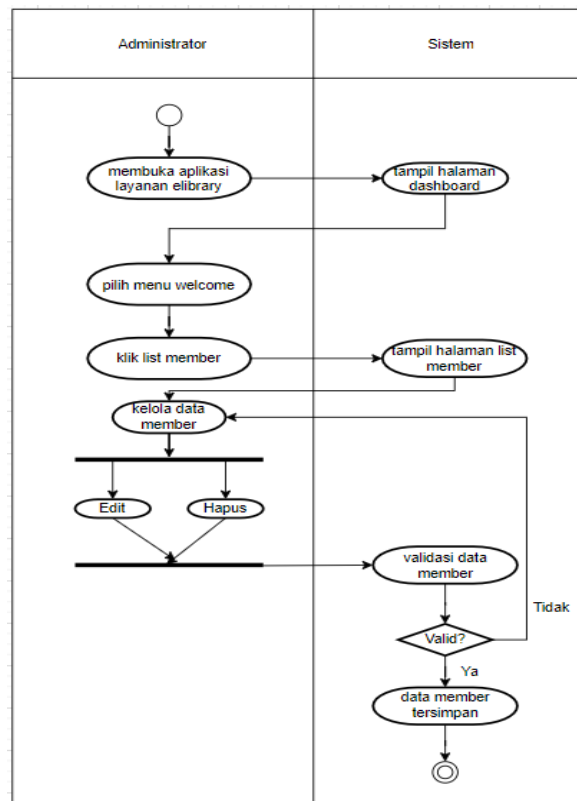 Administrator
Sistem
membuka aplikasi
layanan elibrary
tampil halaman
dashboard
pilih menu welcome
klik list member
tampil halaman list
member
kelola data
member
Edit
Hapus
validasi data
member
Tidak
Valid?
Ya
data member
tersimpan